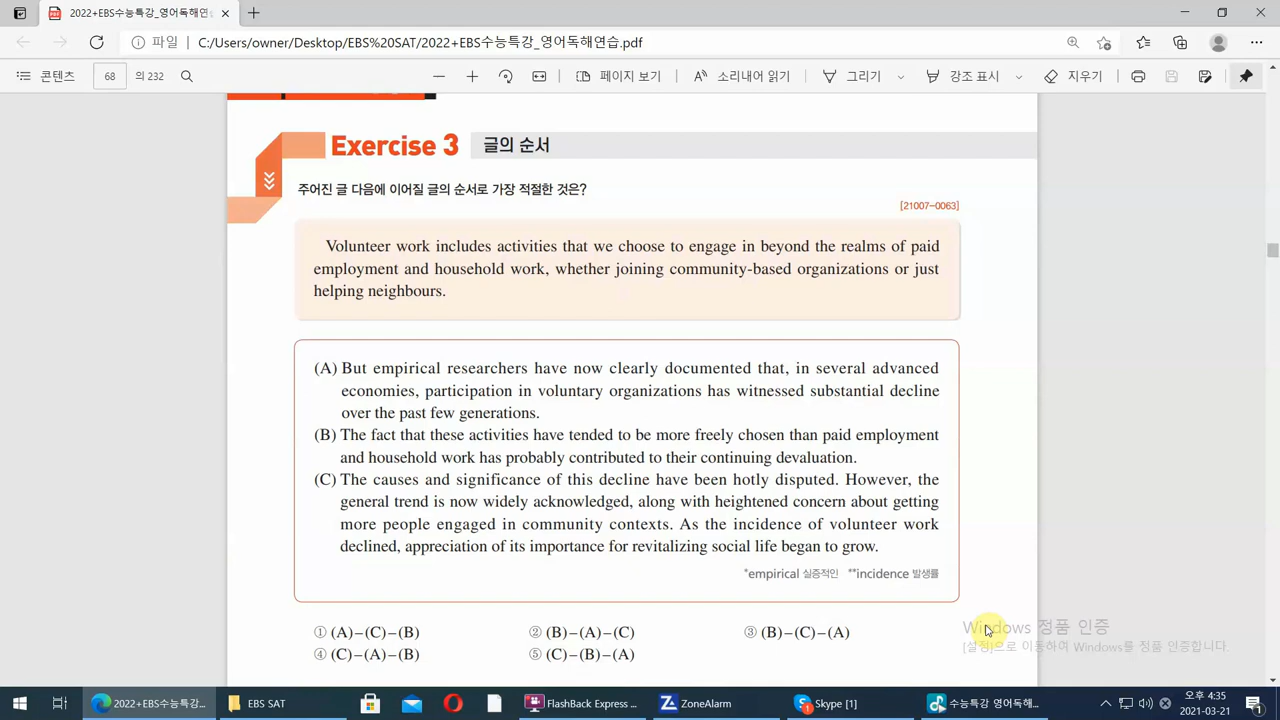 2022+EBS수능특강_영어독해연습
파일 C:/Users/owner/Desktop/EBS%20SAT/2022+EBS수능특강_영어독해연습.pdf
콘텐츠 68 의 232 페이지 보기 소리내어 읽기 그리기 강조 표시 지우기
Exercise 3 글의 순서
주어진 글 다음에 이어질 글의 순서로 가장 적절한 것은?
[21007-0063]
Volunteer work includes activities that we choose to engage in beyond the realms of paid
employment and household work, whether joining community-based organizations or just
helping neighbours.
(A) But empirical researchers have now clearly documented that, in several advanced
economies, participation in voluntary organizations has witnessed substantial decline
over the past few generations.
(B) The fact that these activities have tended to be more freely chosen than paid employment
and household work has probably contributed to their continuing devaluation.
(C) The causes and significance of this decline have been hotly disputed. However, the
general trend is now widely acknowledged, along with heightened concern about getting
more people engaged in community contexts. As the incidence of volunteer work
declined, appreciation of its importance for revitalizing social life began to grow.
*empirical 실증적인 **incidence 발생률
① (A)-(C)-(B) ② (B)-(A)-(C) ③ (B)-(C)-(A)
④ (C)-(A)-(B) ⑤ (C)-(B)-(A)
Windows 정품 인증
[설정]으로 이동하여 Windows를 정품 인증합니다.
2022+EBS수능특강... EBS SAT FlashBack Express ... ZoneAlarm Skype [1] 수능특강 영어독해... 오후 4:35
2021-03-21